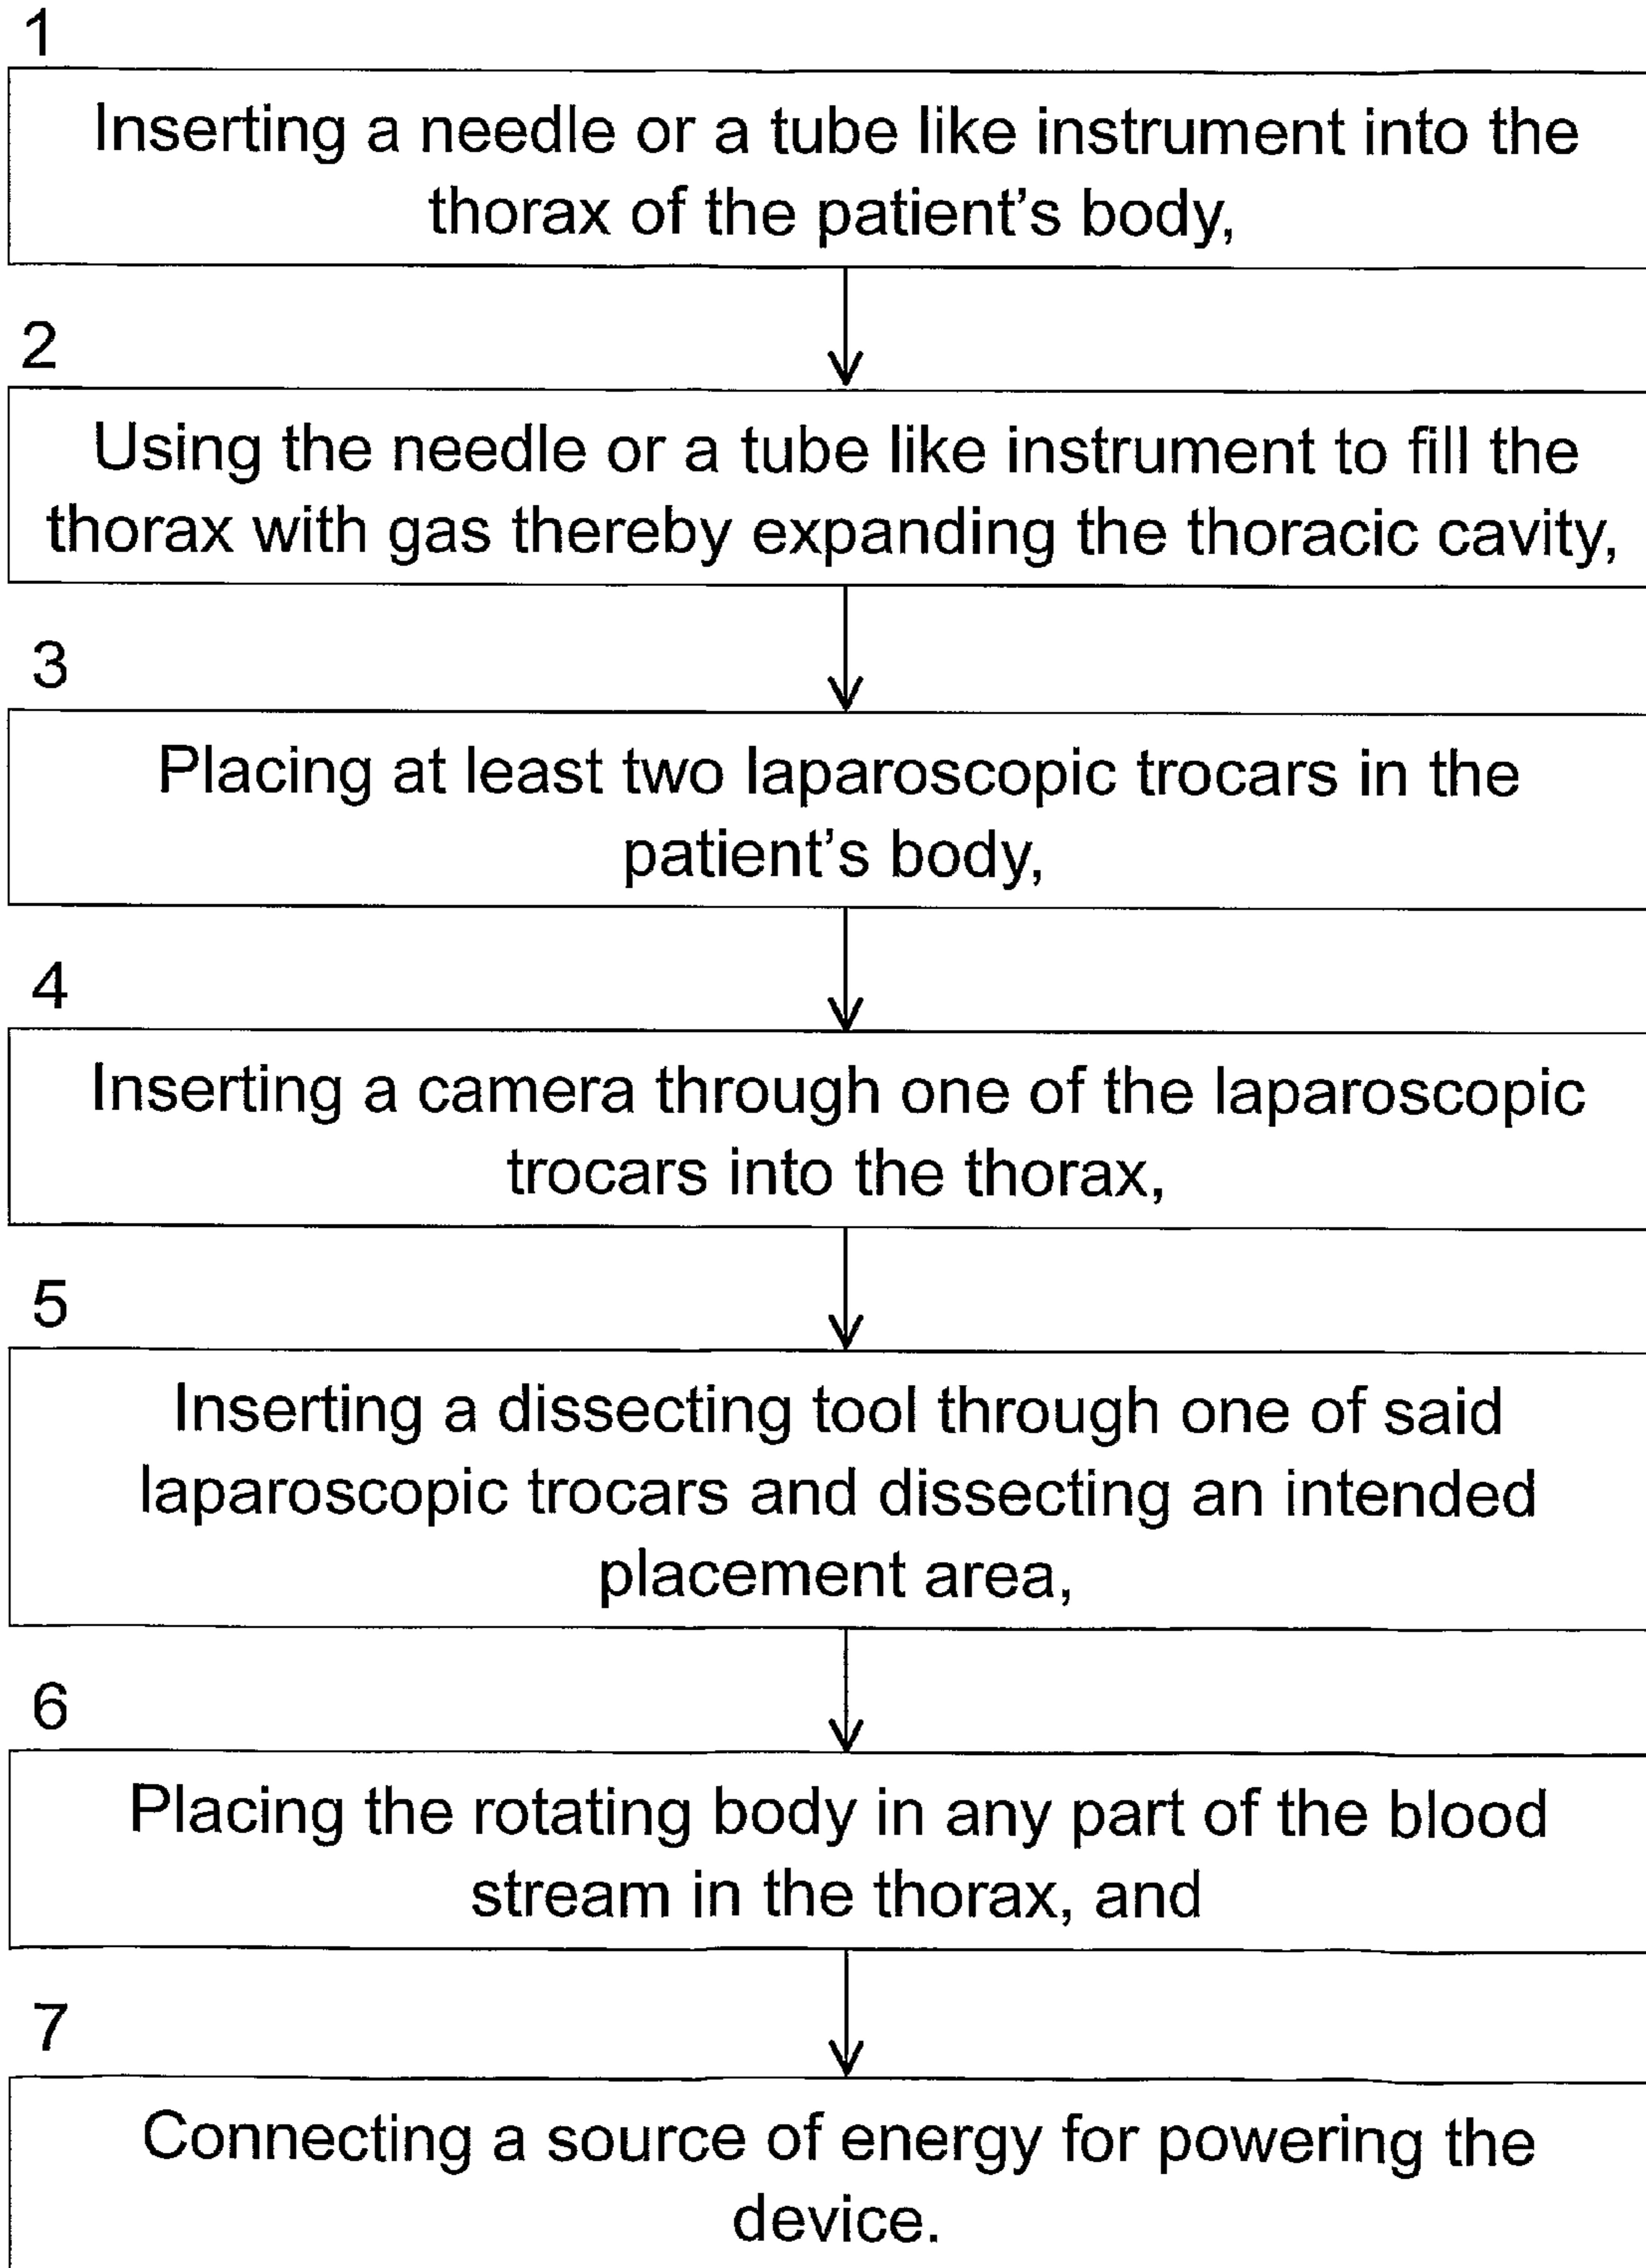 1
Inserting a needle or a tube like instrument into the
thorax of the patient’s body,
2
Using the needle or a tube like instrument to fill the
thorax with gas thereby expanding the thoracic cavity,
3
Placing at least two laparoscopic trocars in the
patient’s body,
4
Inserting a camera through one of the laparoscopic
trocars into the thorax,
5
Inserting a dissecting tool through one of said
laparoscopic trocars and dissecting an intended
placement area,
6
Placing the rotating body in any part of the blood
stream in the thorax, and
7
Connecting a source of energy for powering the
device.